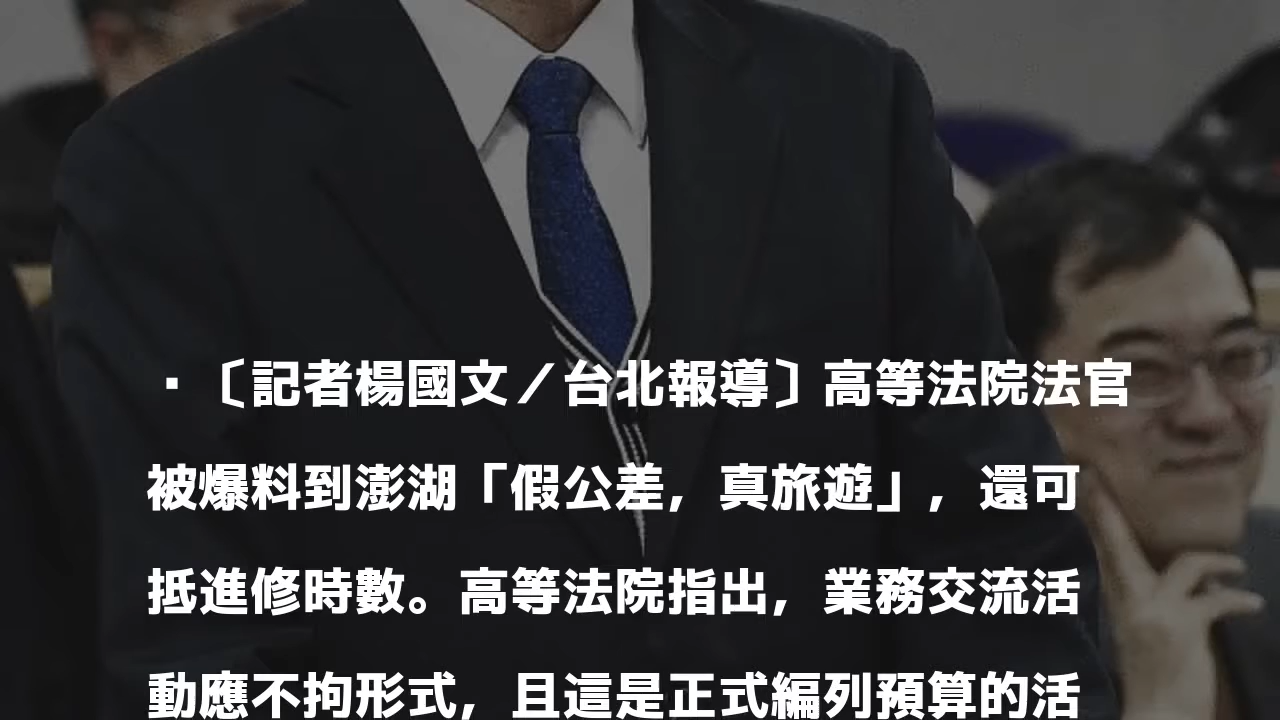 ▪〔記者楊國文／台北報導〕高等法院法官
被爆料到澎湖「假公差，真旅遊」，還可
抵進修時數。高等法院指出，業務交流活
動應不拘形式，且這是正式編列預算的活